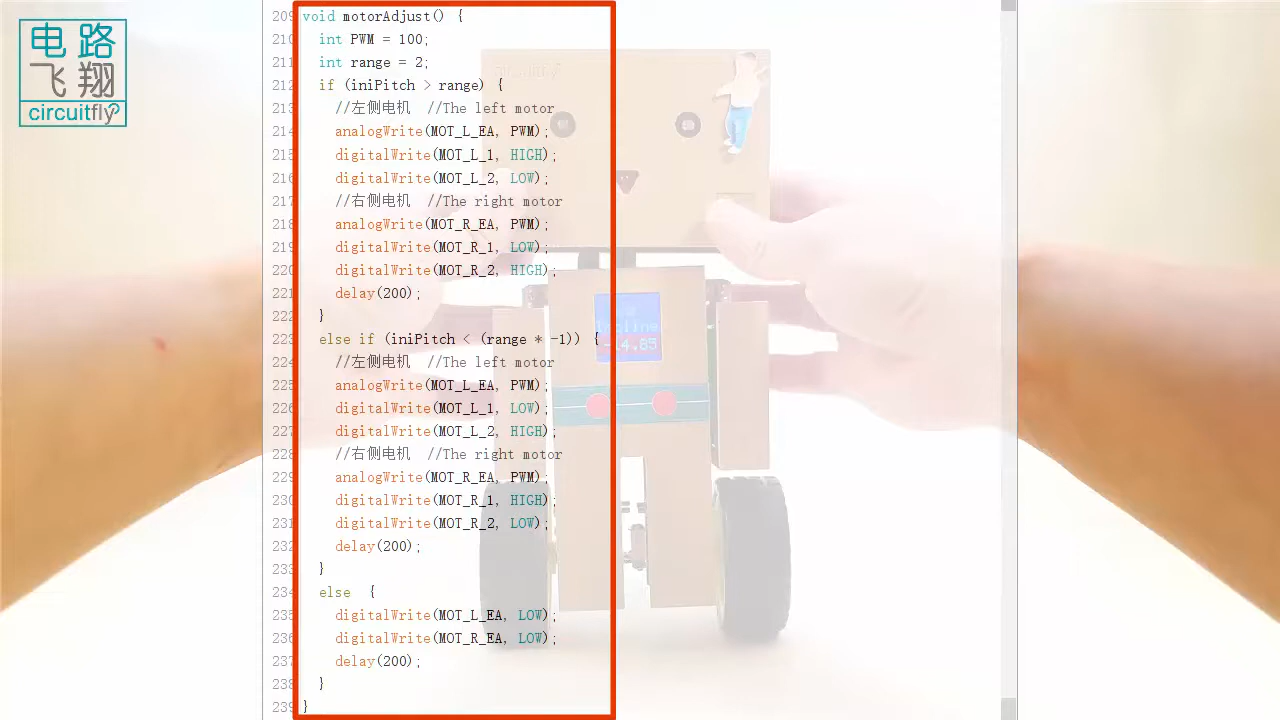 电路
飞翔
circuitfly
209 void motorAdjust() {
210 int PWM = 100;
211 int range = 2;
212 if (iniPitch > range) {
213 //左侧电机 //The left motor
214 analogWrite(MOT_L_EA, PWM);
215 digitalWrite(MOT_L_1, HIGH);
216 digitalWrite(MOT_L_2, LOW);
217 //右侧电机 //The right motor
218 analogWrite(MOT_R_EA, PWM);
219 digitalWrite(MOT_R_1, LOW);
220 digitalWrite(MOT_R_2, HIGH);
221 delay(200);
222 }
223 else if (iniPitch < (range * -1)) {
224 //左侧电机 //The left motor
225 analogWrite(MOT_L_EA, PWM);
226 digitalWrite(MOT_L_1, LOW);
227 digitalWrite(MOT_L_2, HIGH);
228 //右侧电机 //The right motor
229 analogWrite(MOT_R_EA, PWM);
230 digitalWrite(MOT_R_1, HIGH);
231 digitalWrite(MOT_R_2, LOW);
232 delay(200);
233 }
234 else {
235 digitalWrite(MOT_L_EA, LOW);
236 digitalWrite(MOT_R_EA, LOW);
237 delay(200);
238 }
239 }
circuitfly
Incline
-14.85